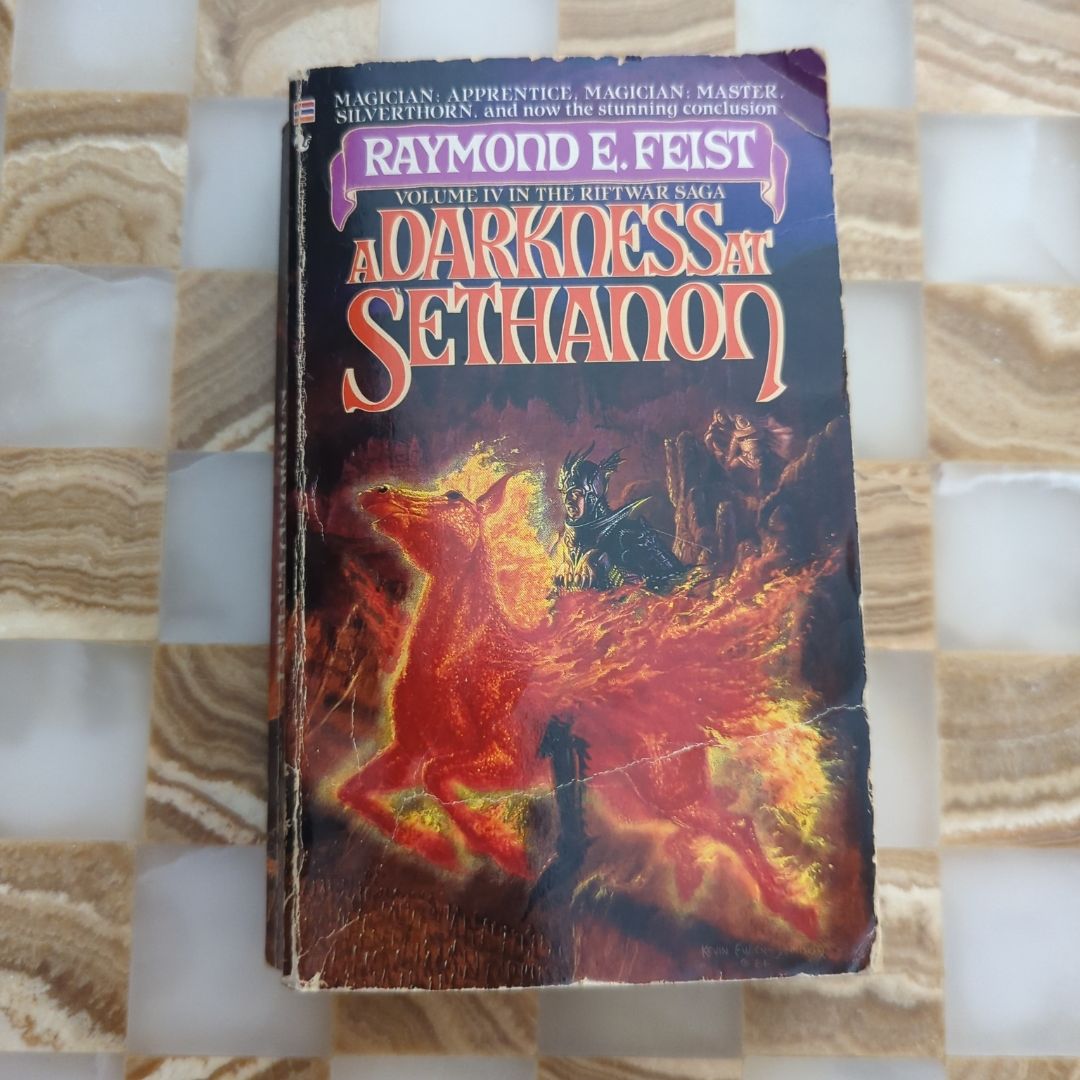 MAGICIAN: APPRENTICE, MAGICIAN: MASTER,
SILVERTHORN, and now the stunning conclusion
RAYMOND E. FEIST
VOLUME IV IN THE RIFTWAR SAGA
A DARKNESS AT
SETHANON
KEVIN